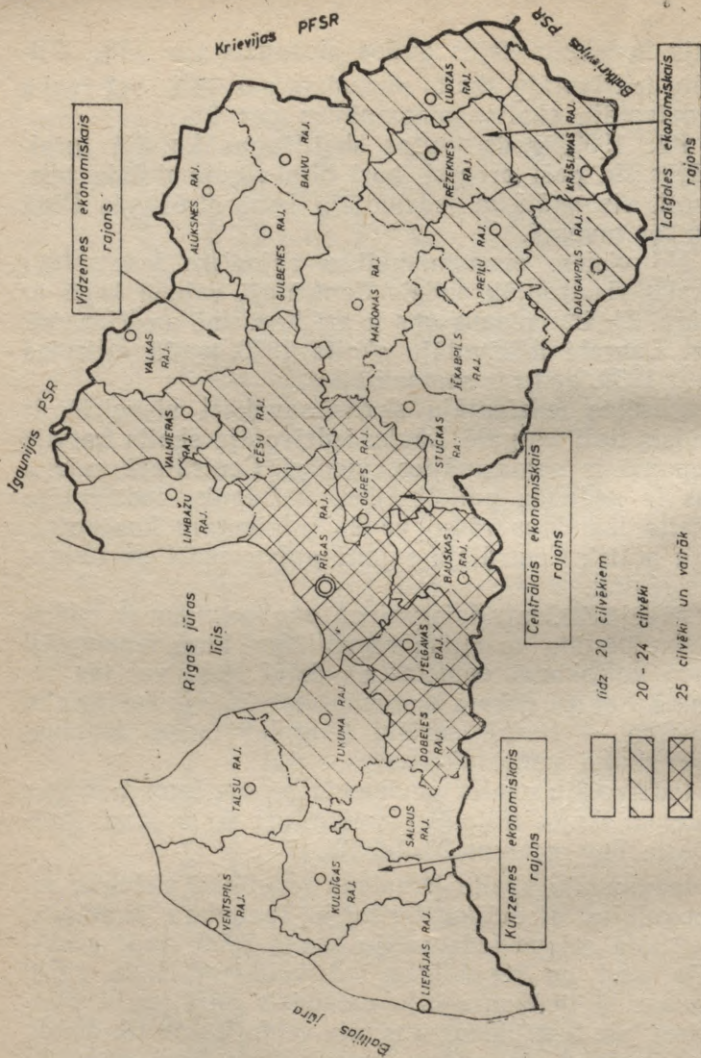 Igaunijas PSR
Krievijas PFSR
Baltkrievijas PSR
Baltijas jūra
Rīgas jūras
līcis
Vidzemes ekonomiskais
rajons
Latgales ekonomiskais
rajons
Centrālais ekonomiskais
rajons
Kurzemes ekonomiskais
rajons
VENTSPILS
RAJ.
TALSU RAJ.
KULDĪGAS
RAJ.
LIEPĀJAS RAJ.
SALDUS
RAJ.
TUKUMA RAJ.
DOBELES
RAJ.
JELGAVAS
RAJ.
BAUSKAS
RAJ.
RĪGAS RAJ.
OGRES RAJ.
LIMBAŽU
RAJ.
VALMIERAS
RAJ.
CĒSU RAJ.
VALKAS
RAJ.
ALŪKSNES RAJ.
GULBENES RAJ.
BALVU RAJ.
MADONAS RAJ.
STUČKAS
RAJ.
JĒKABPILS
RAJ.
PREIĻU RAJ.
RĒZEKNES
RAJ.
LUDZAS
RAJ.
KRĀSLAVAS RAJ.
DAUGAVPILS RAJ.
līdz 20 cilvēkiem
20 - 24 cilvēki
25 cilvēki un vairāk